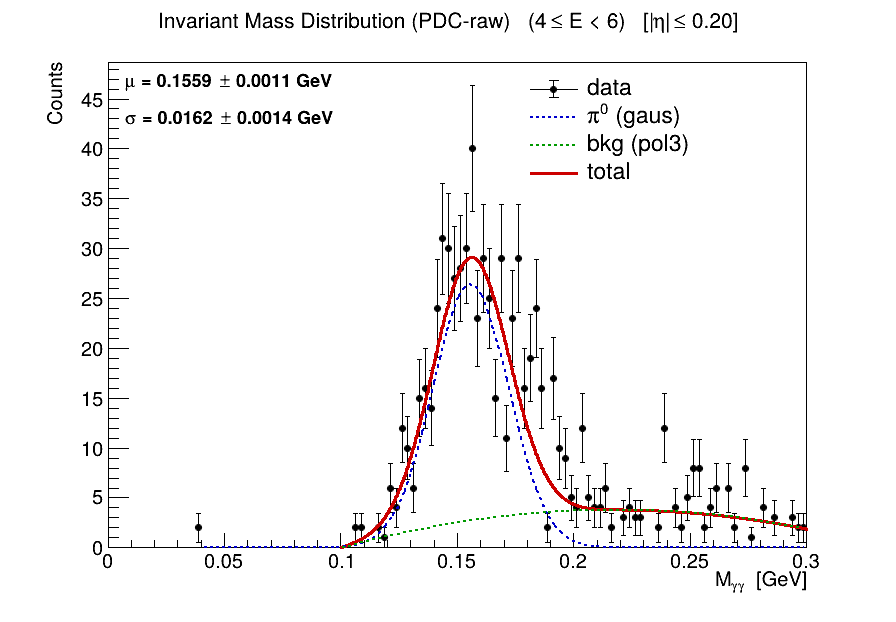 Invariant Mass Distribution (PDC-raw) (4 ≤ E < 6) [|η| ≤ 0.20]
Counts
μ = 0.1559 ± 0.0011 GeV
σ = 0.0162 ± 0.0014 GeV
data
π⁰ (gaus)
bkg (pol3)
total
45
40
35
30
25
20
15
10
5
0
0 0.05 0.1 0.15 0.2 0.25 0.3
Mγγ [GeV]